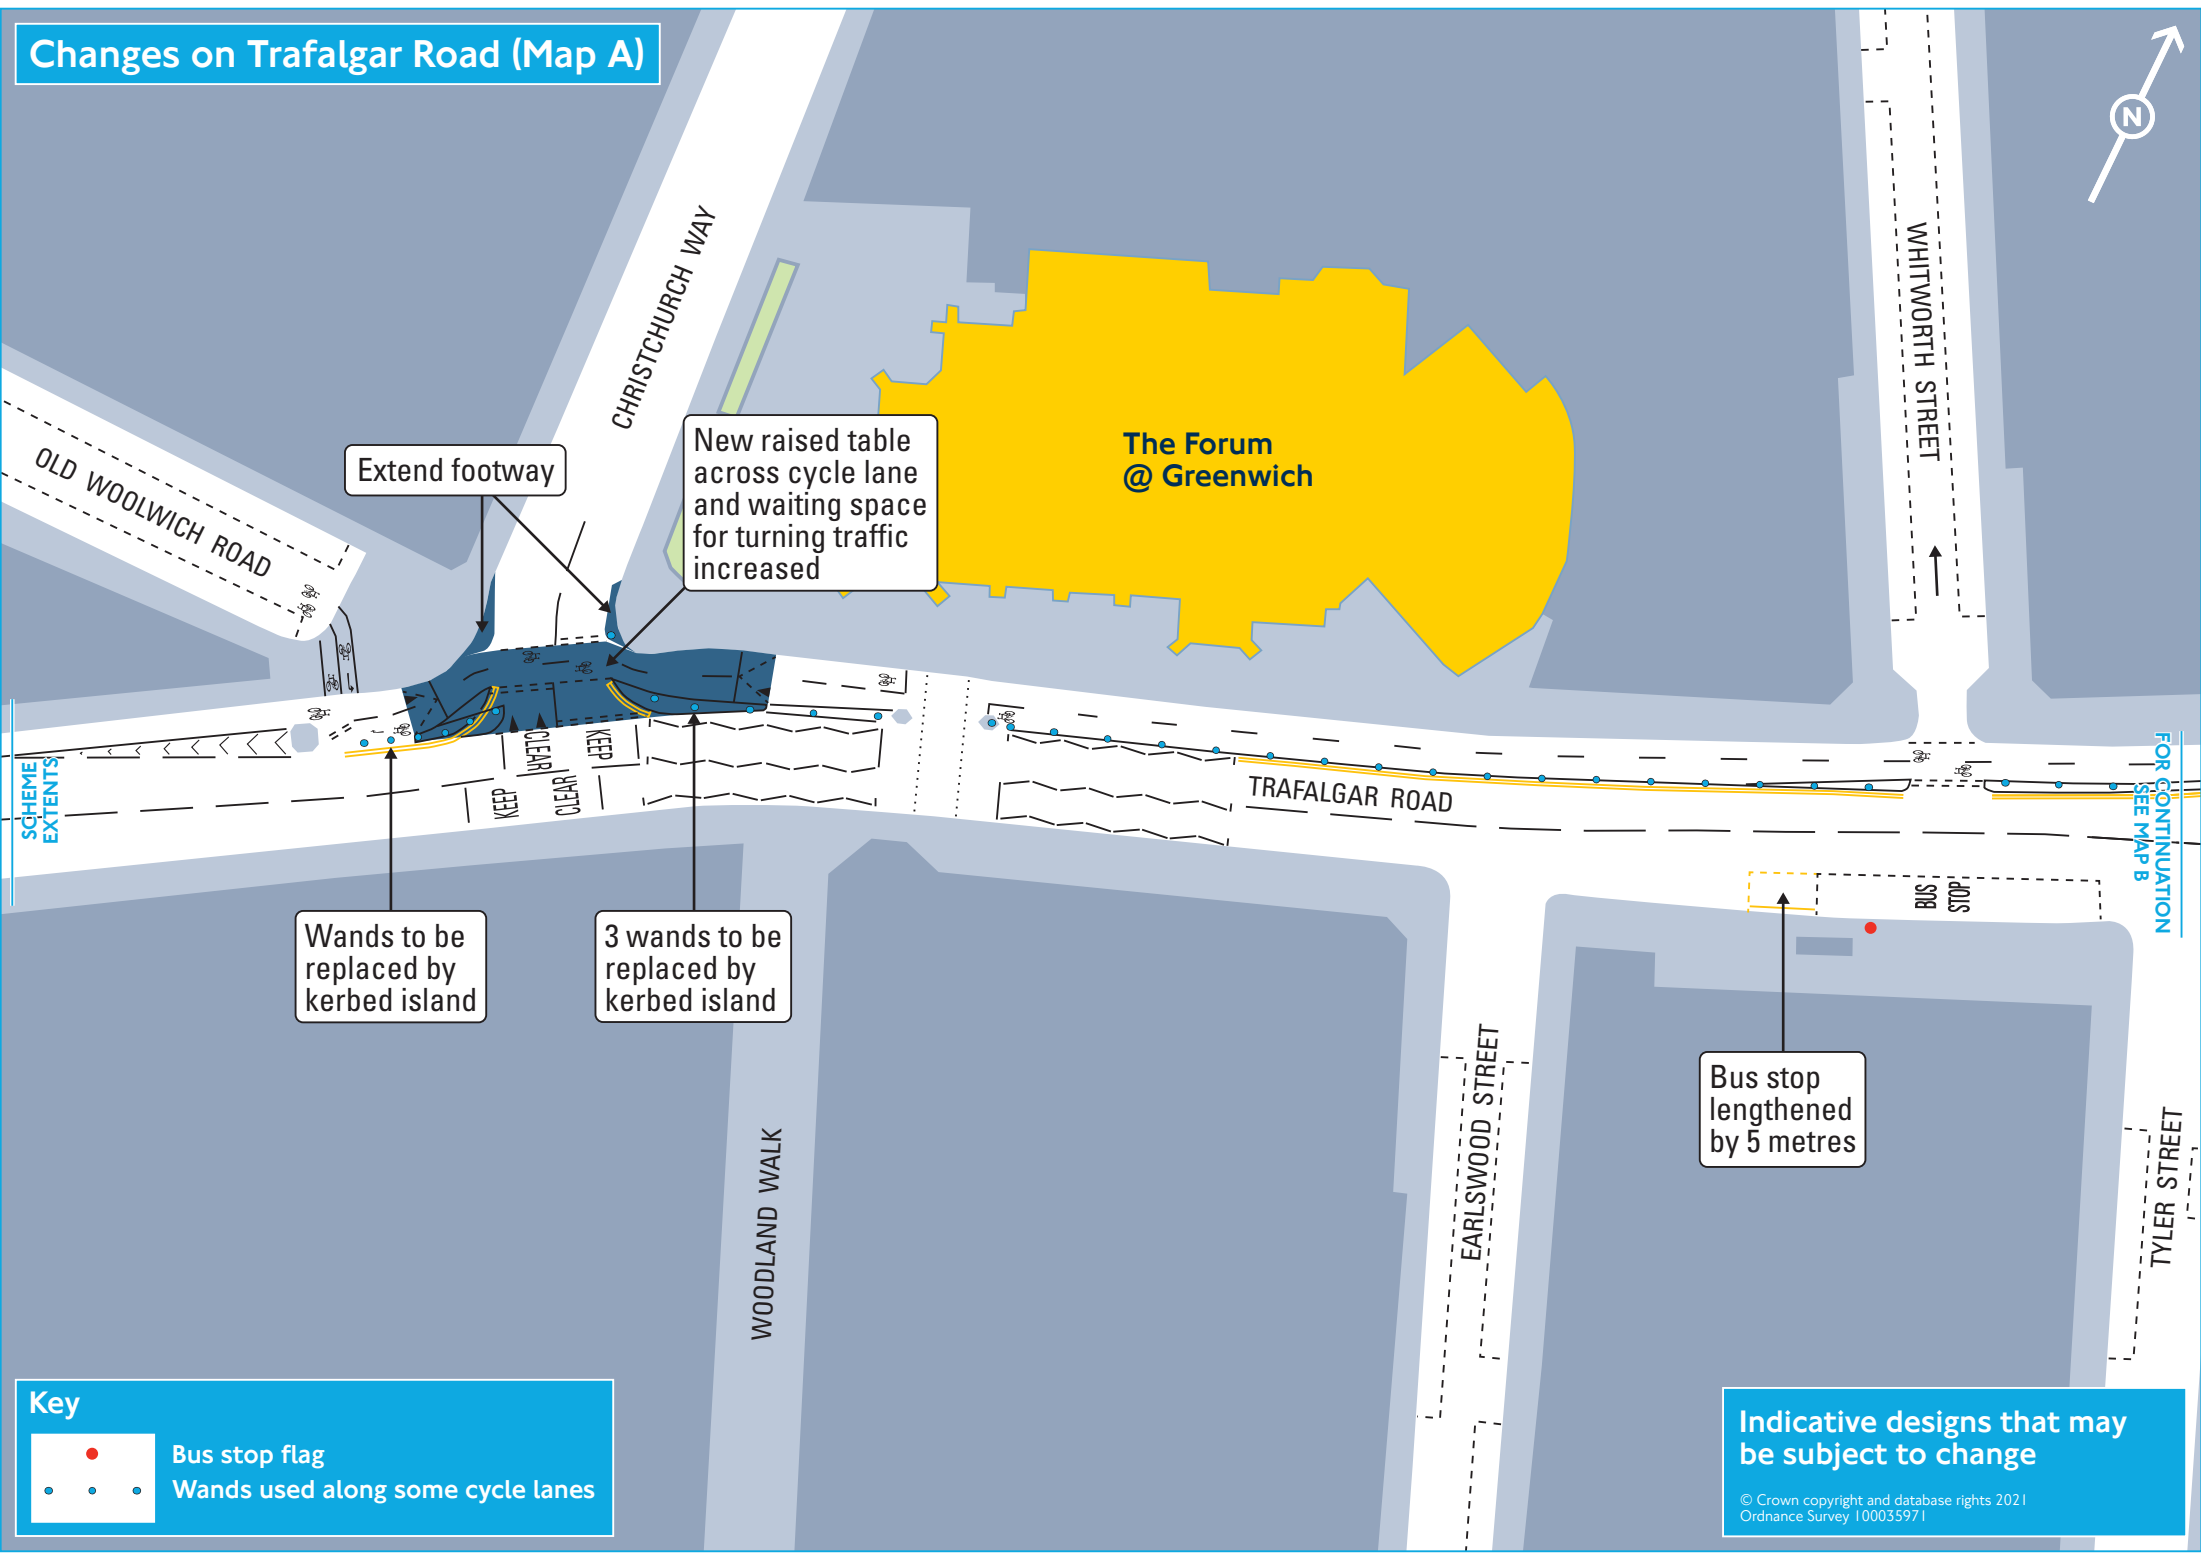 Changes on Trafalgar Road (Map A)
N
CHRISTCHURCH WAY
WHITWORTH STREET
OLD WOOLWICH ROAD
Extend footway
New raised table
across cycle lane
and waiting space
for turning traffic
increased
The Forum
@ Greenwich
SCHEME
EXTENTS
KEEP
CLEAR
KEEP
CLEAR
TRAFALGAR ROAD
FOR CONTINUATION
SEE MAP B
BUS
STOP
Wands to be
replaced by
kerbed island
3 wands to be
replaced by
kerbed island
Bus stop
lengthened
by 5 metres
WOODLAND WALK
EARLSWOOD STREET
TYLER STREET
Key
Bus stop flag
Wands used along some cycle lanes
Indicative designs that may
be subject to change
© Crown copyright and database rights 2021
Ordnance Survey 100035971